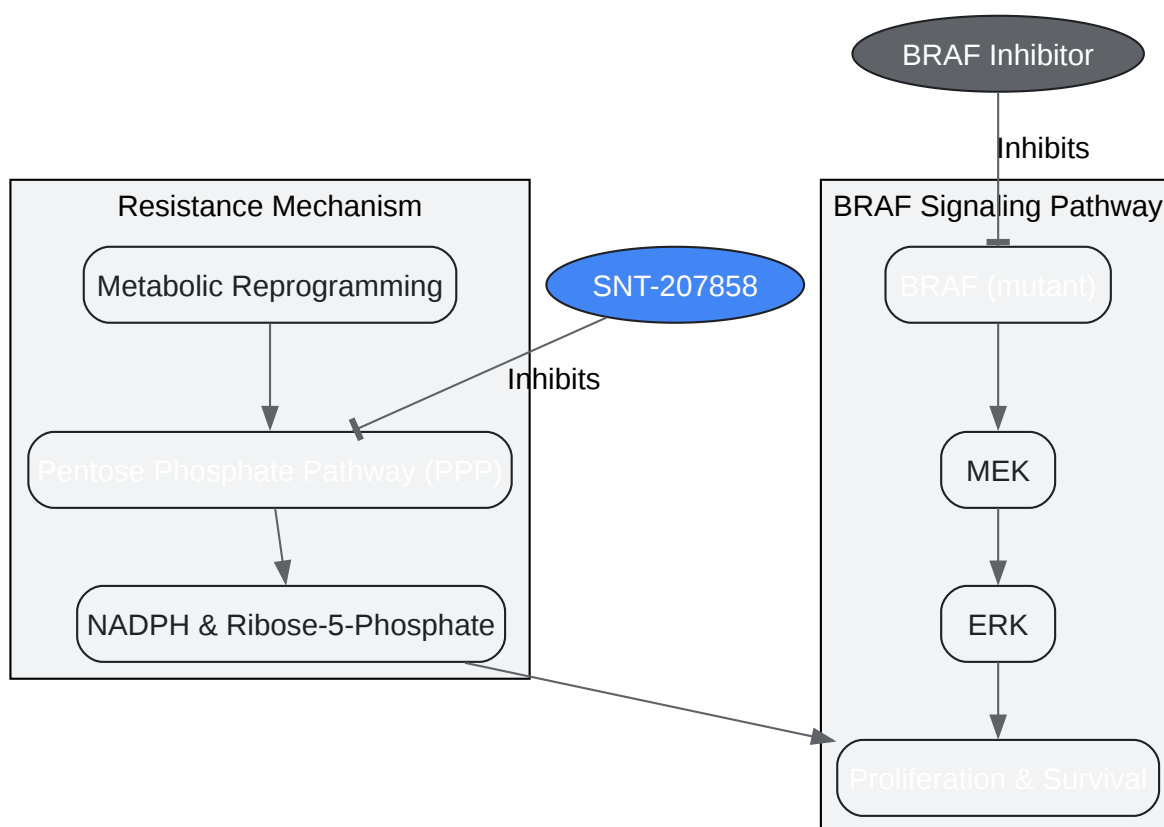 BRAF Inhibitor
Inhibits
Resistance Mechanism
BRAF Signaling Pathway
Metabolic Reprogramming
SNT-207858
BRAF (mutant)
Inhibits
Pentose Phosphate Pathway (PPP)
MEK
NADPH & Ribose-5-Phosphate
ERK
Proliferation & Survival